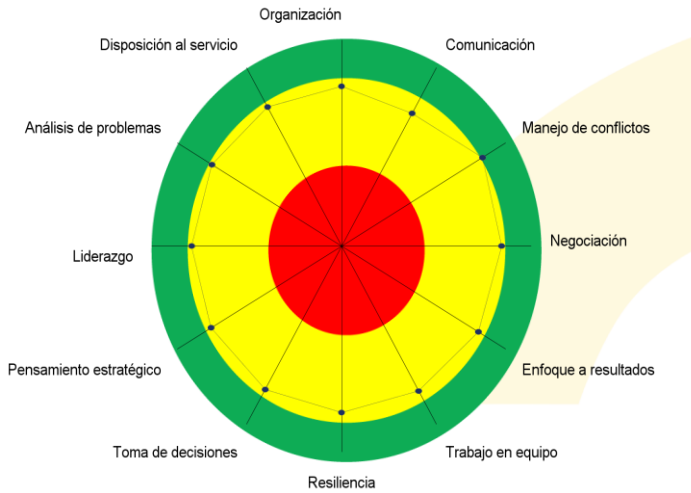 Organización
Disposición al servicio
Comunicación
Análisis de problemas
Manejo de conflictos
Liderazgo
Negociación
Pensamiento estratégico
Enfoque a resultados
Toma de decisiones
Trabajo en equipo
Resiliencia